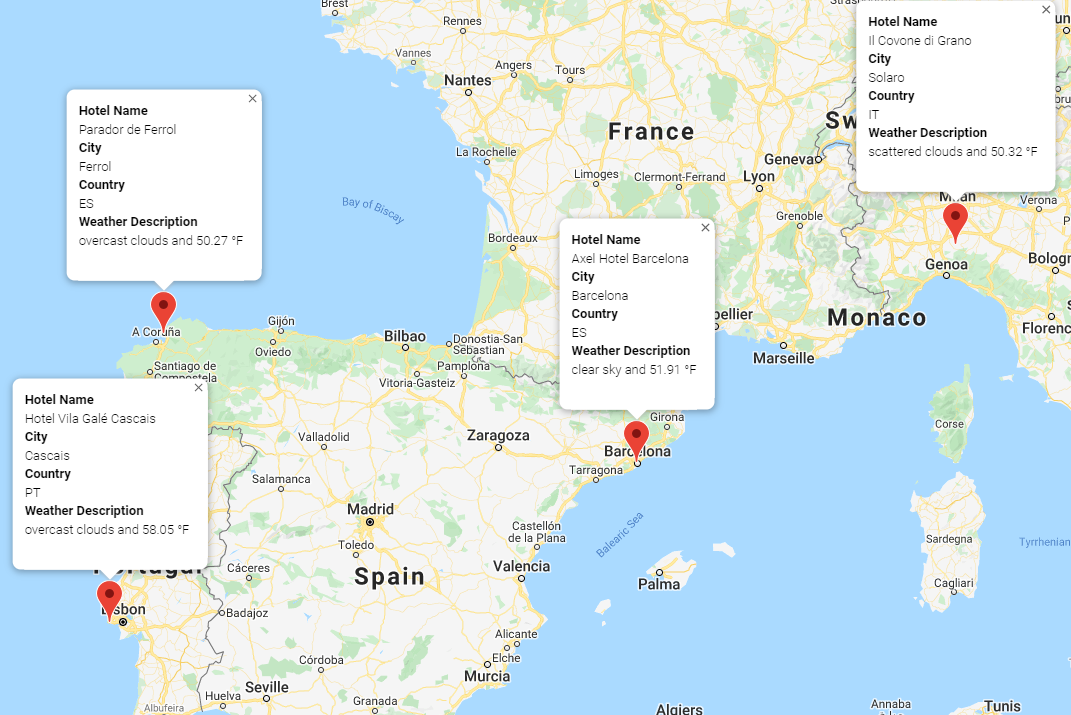 Brest
Rennes
Vannes
Angers
Tours
Nantes
France
La Rochelle
Limoges
Clermont-Ferrand
Geneva
Lyon
Grenoble
Bay of Biscay
Bordeaux
Hotel Name
Parador de Ferrol
City
Ferrol
Country
ES
Weather Description
overcast clouds and 50.27 °F
Hotel Name
Il Covone di Grano
City
Solaro
Country
IT
Weather Description
scattered clouds and 50.32 °F
Milan
Verona
Genoa
Monaco
Marseille
Hotel Name
Axel Hotel Barcelona
City
Barcelona
Country
ES
Weather Description
clear sky and 51.91 °F
A Coruña
Gijón
Oviedo
Bilbao
Donostia-San
Sebastian
Pamplona
Vitoria-Gasteiz
Santiago de
Compostela
Hotel Name
Hotel Vila Galé Cascais
City
Cascais
Country
PT
Weather Description
overcast clouds and 58.05 °F
Girona
Barcelona
Tarragona
Zaragoza
Valladolid
Salamanca
Madrid
Toledo
Castellón
de la Plana
Balearic Sea
Corse
Sardegna
Cagliari
Tyrrhenian
Portugal
Cáceres
Spain
Valencia
Palma
Lisbon
Badajoz
Alicante
Elche
Murcia
Córdoba
Seville
Huelva
Granada
Albufeira
Algiers
Annaba
Tunis